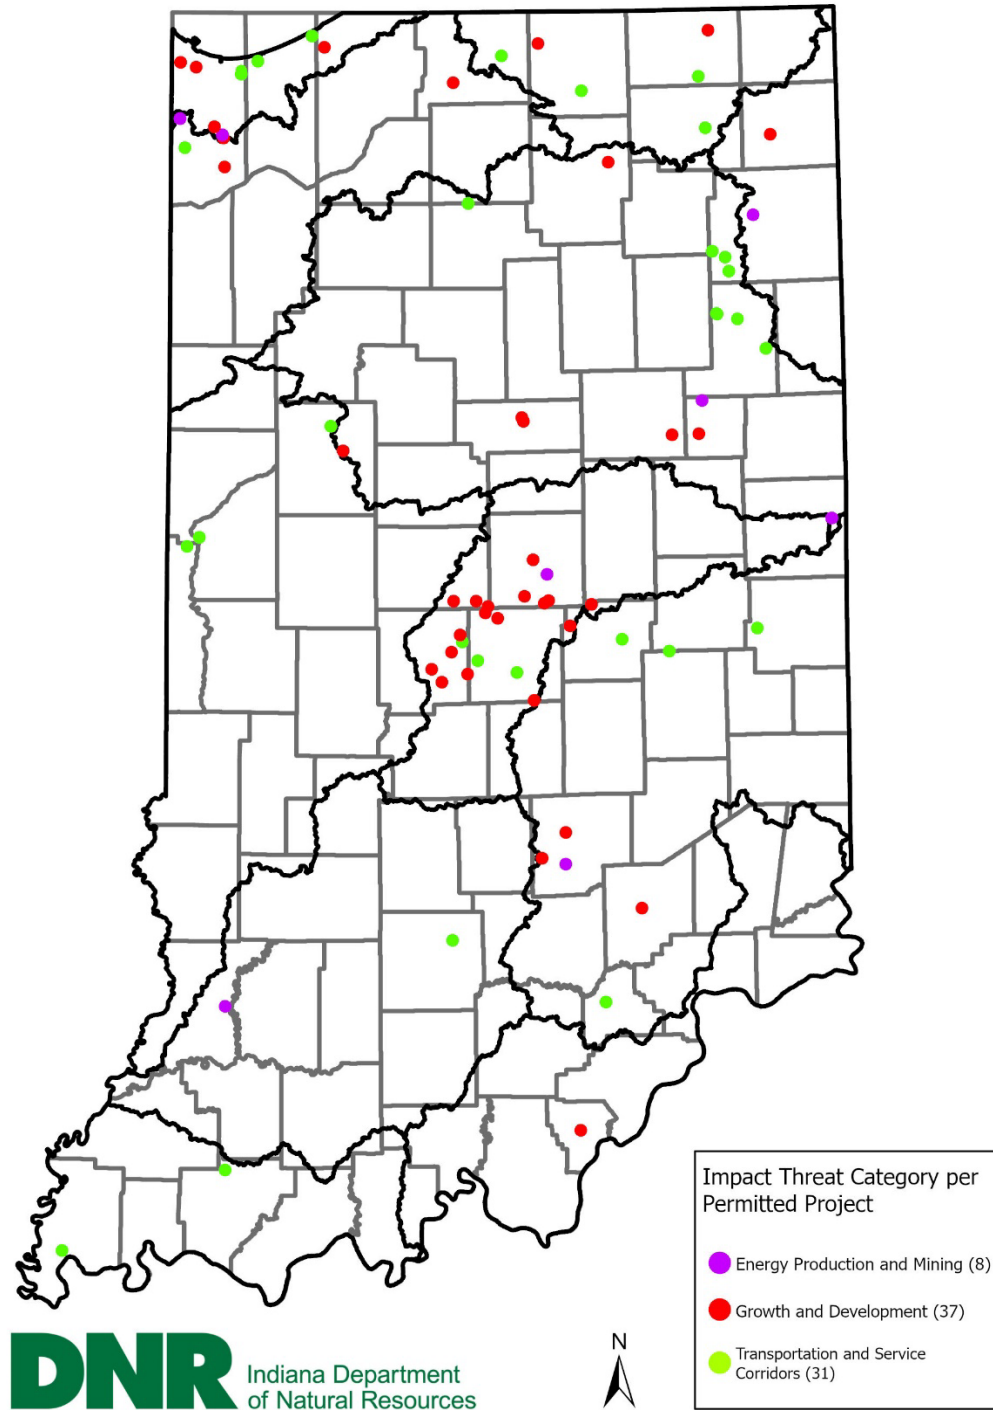 Impact Threat Category per
Permitted Project
Energy Production and Mining (8)
Growth and Development (37)
Transportation and Service
Corridors (31)
DNR
Indiana Department
of Natural Resources
N